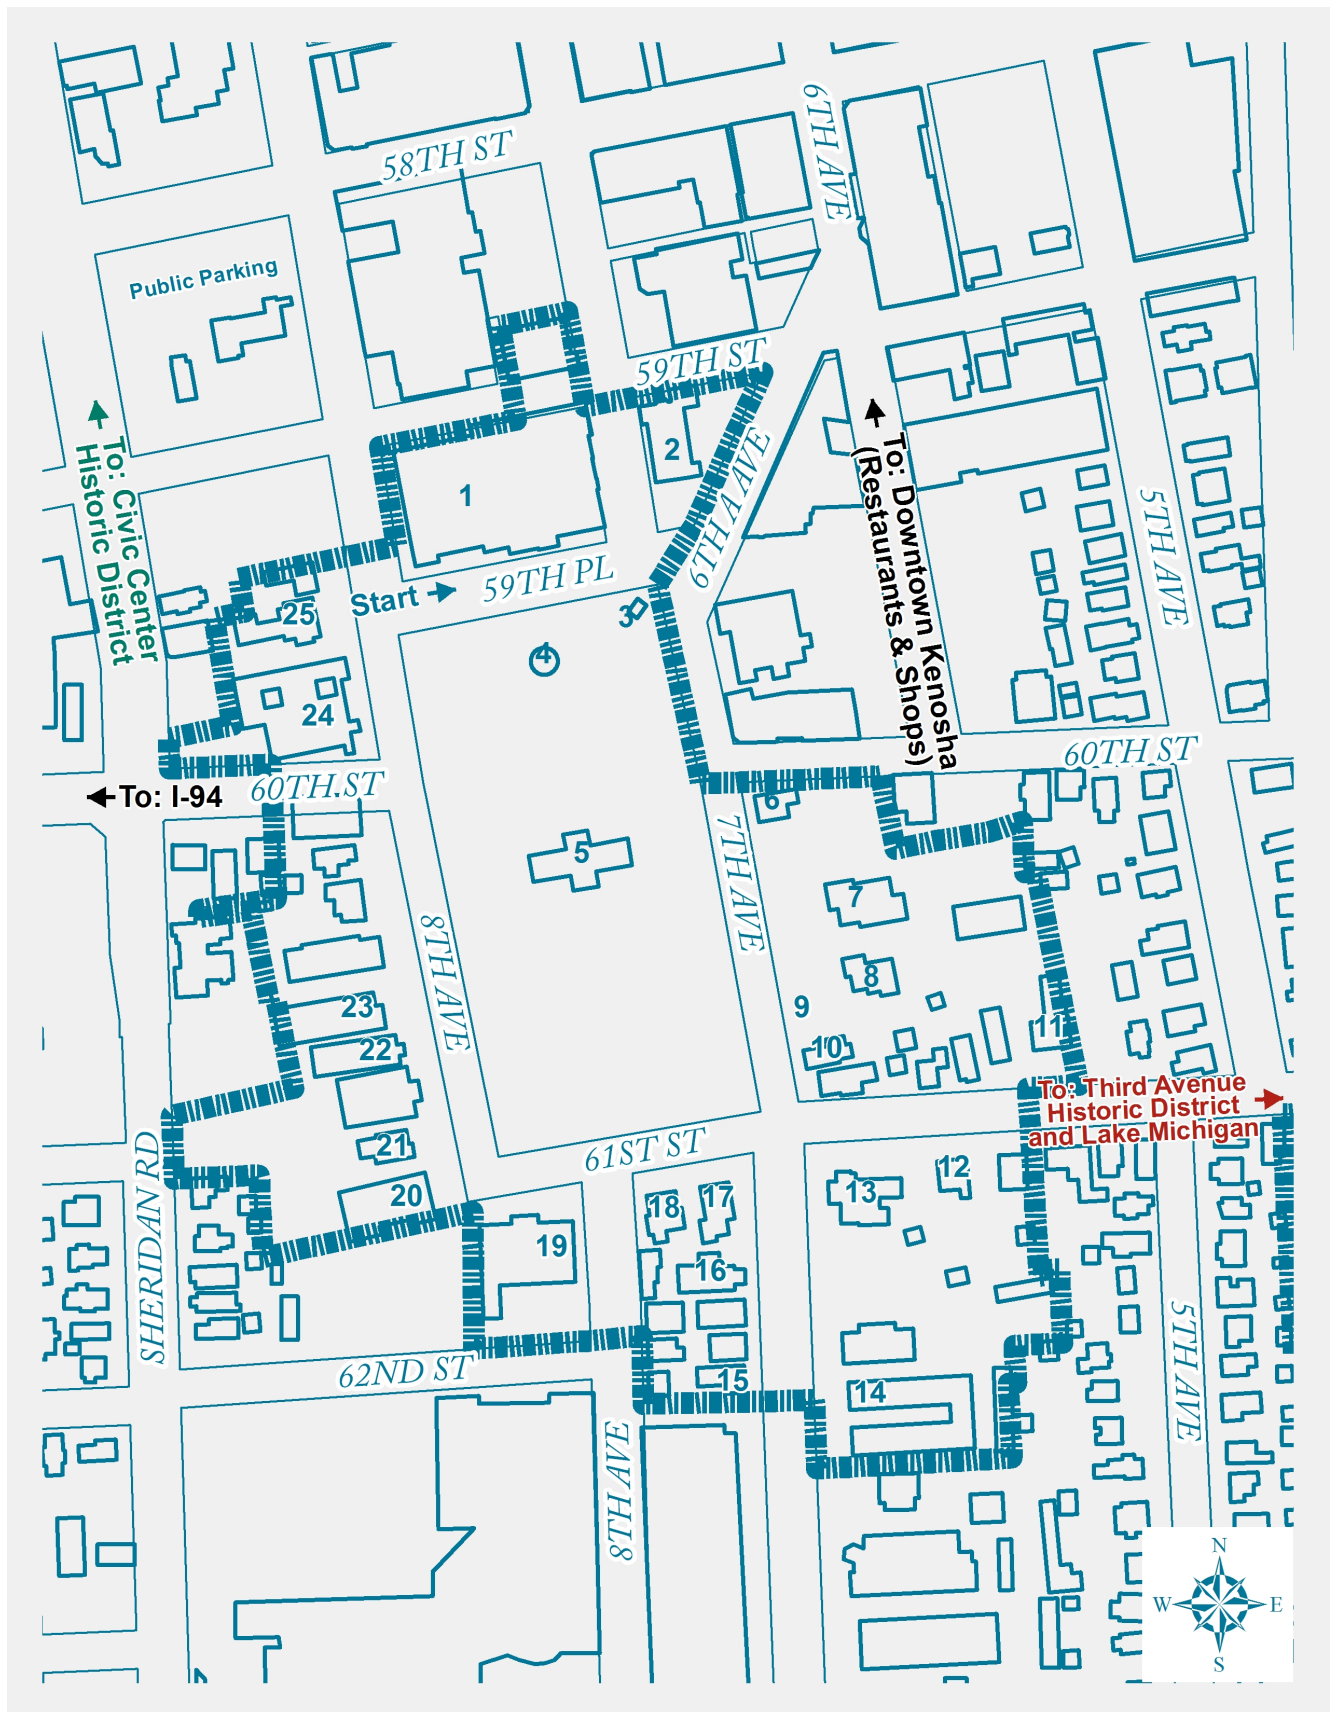 58TH ST
6TH AVE
Public Parking
59TH ST
To: Civic Center
Historic District
1
2
6TH A AVE
To: Downtown Kenosha
(Restaurants & Shops)
5TH AVE
Start
59TH PL
25
3
4
24
60TH ST
60TH ST
To: I-94
6
7TH AVE
5
7
8TH AVE
8
9
23
10
11
22
To: Third Avenue
Historic District
and Lake Michigan
21
61ST ST
SHERIDAN RD
20
12
13
18
17
19
16
5TH AVE
62ND ST
15
14
8TH AVE
N
W
E
S